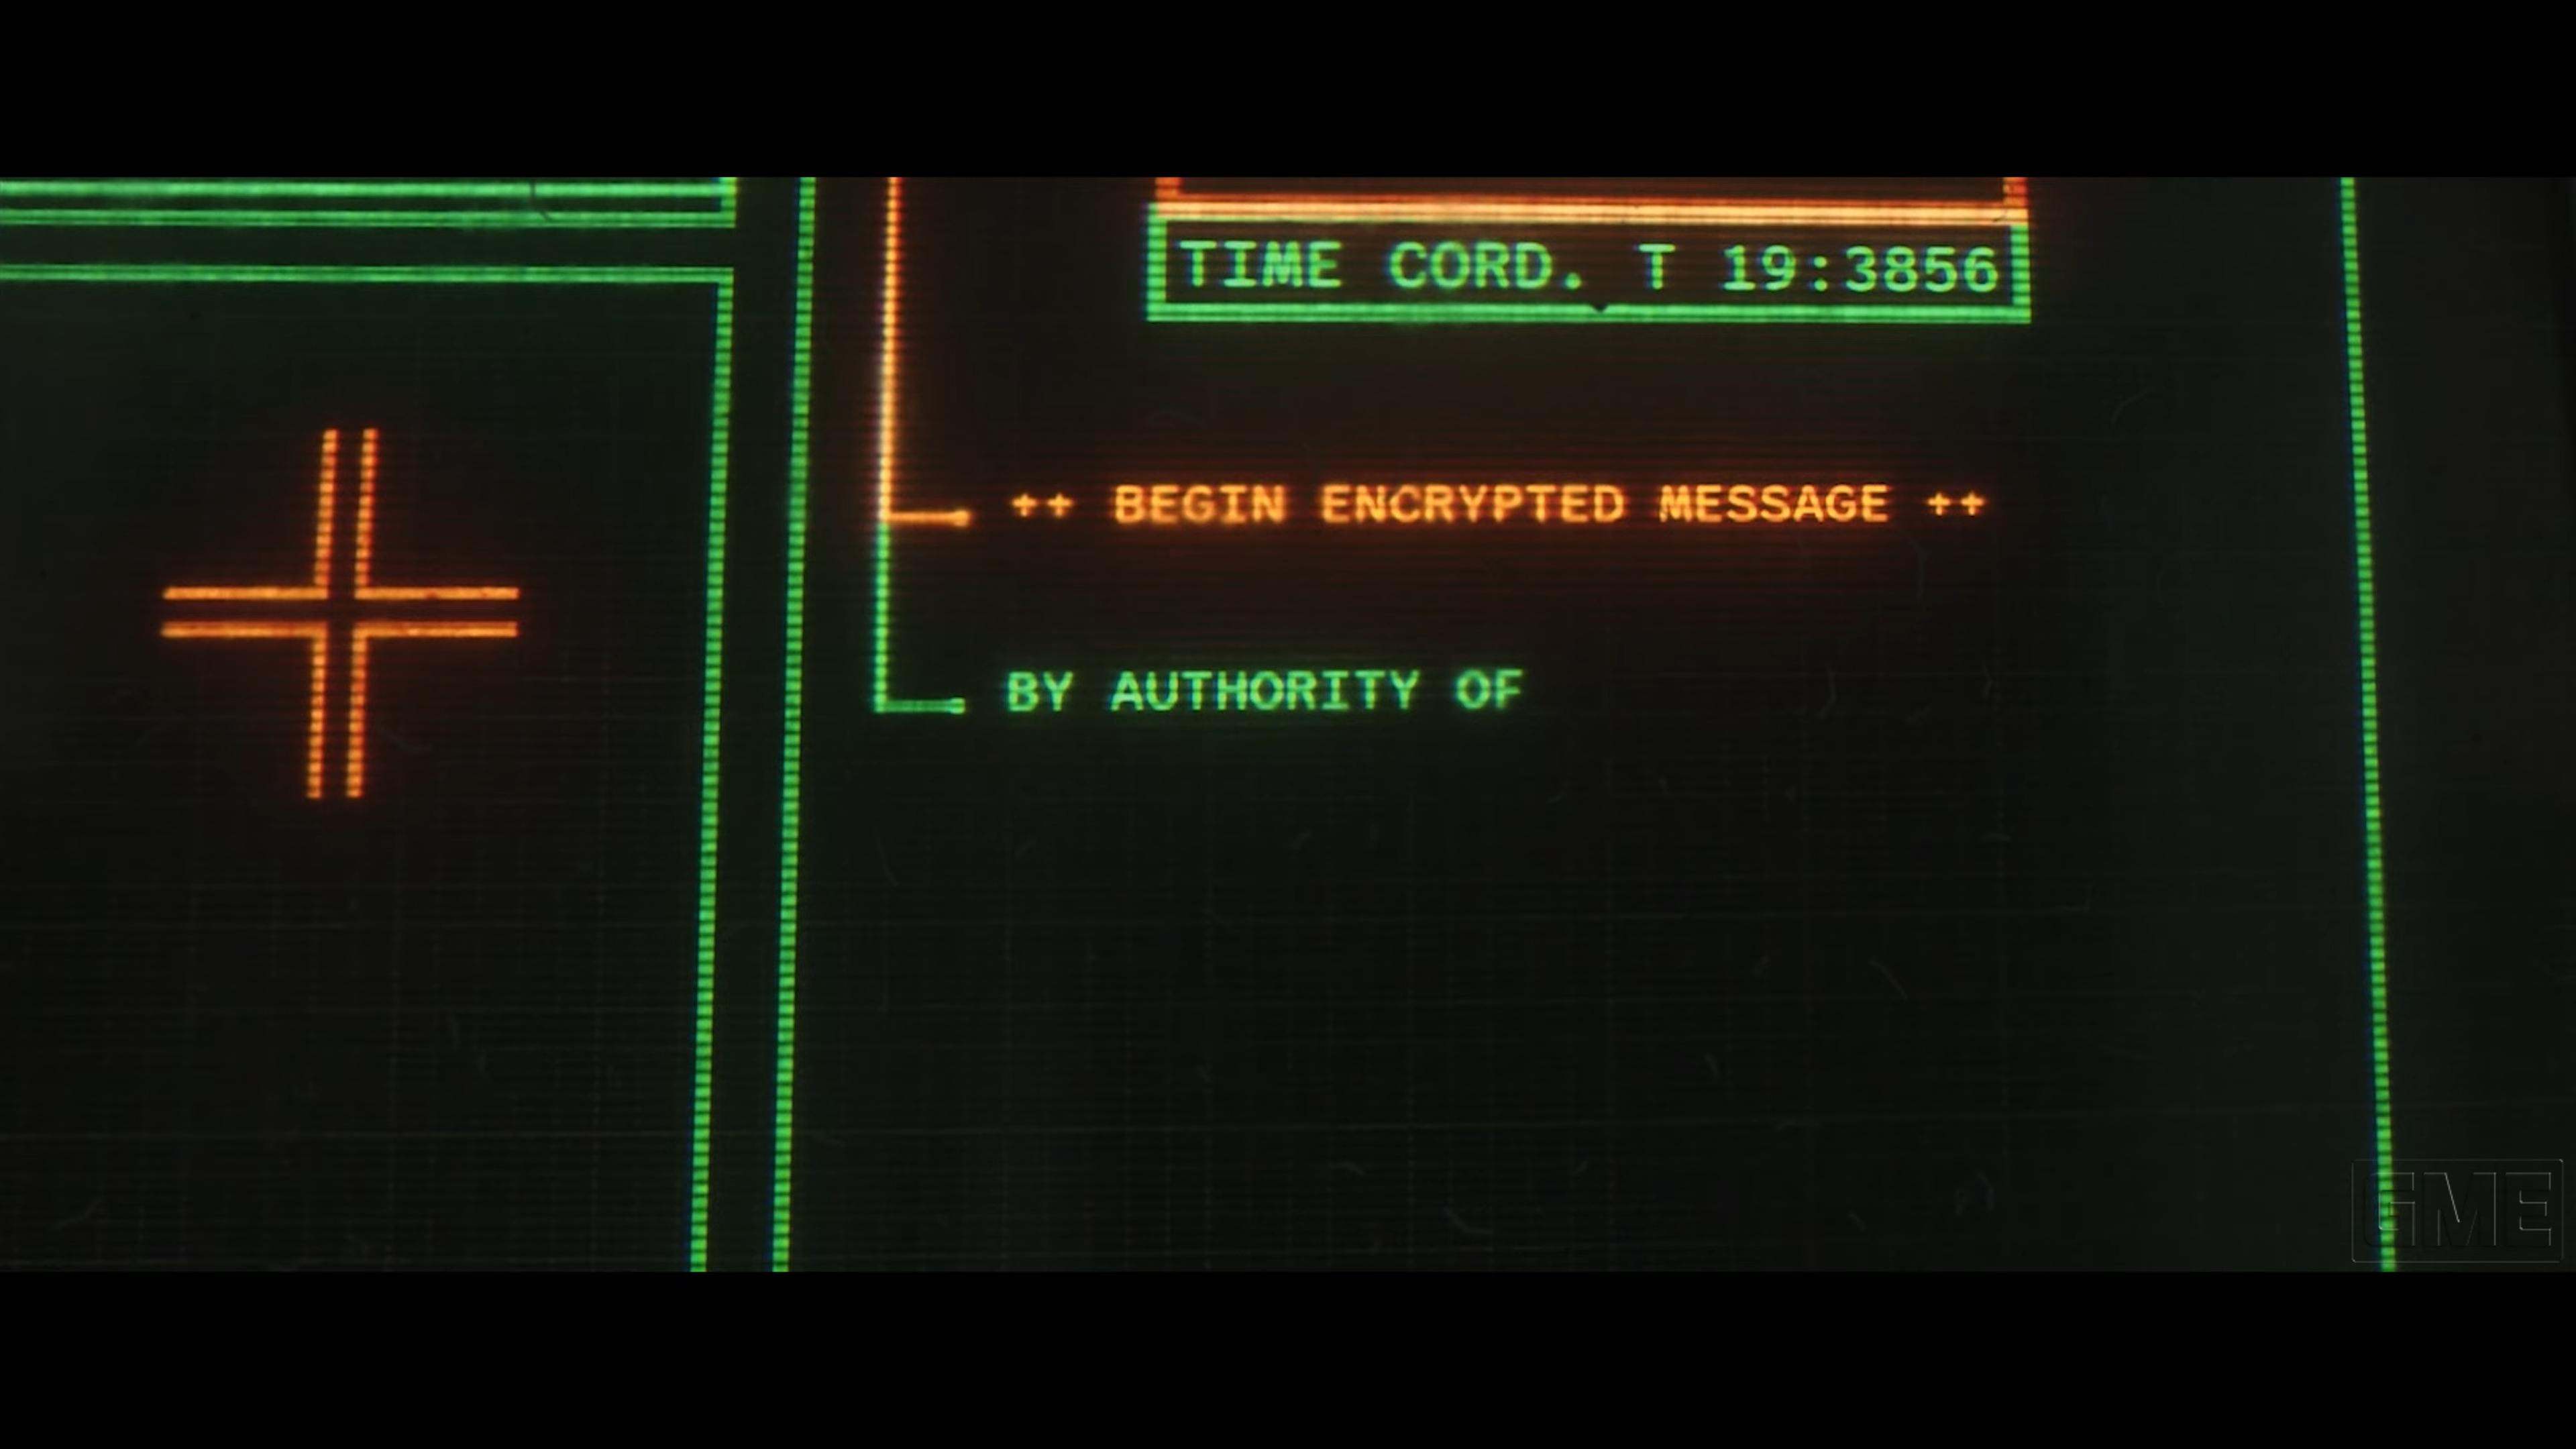 TIME CORD. T 19:3856
++ BEGIN ENCRYPTED MESSAGE ++
BY AUTHORITY OF
GME